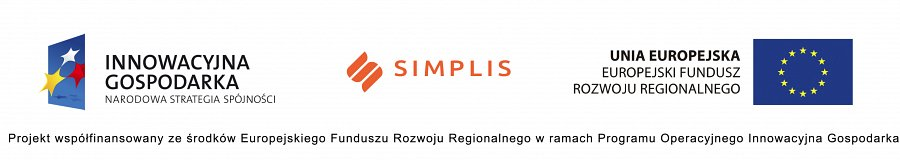 INNOWACYJNA
GOSPODARKA
NARODOWA STRATEGIA SPÓJNOŚCI
SIMPLIS
UNIA EUROPEJSKA
EUROPEJSKI FUNDUSZ
ROZWOJU REGIONALNEGO
Projekt współfinansowany ze środków Europejskiego Funduszu Rozwoju Regionalnego w ramach Programu Operacyjnego Innowacyjna Gospodarka